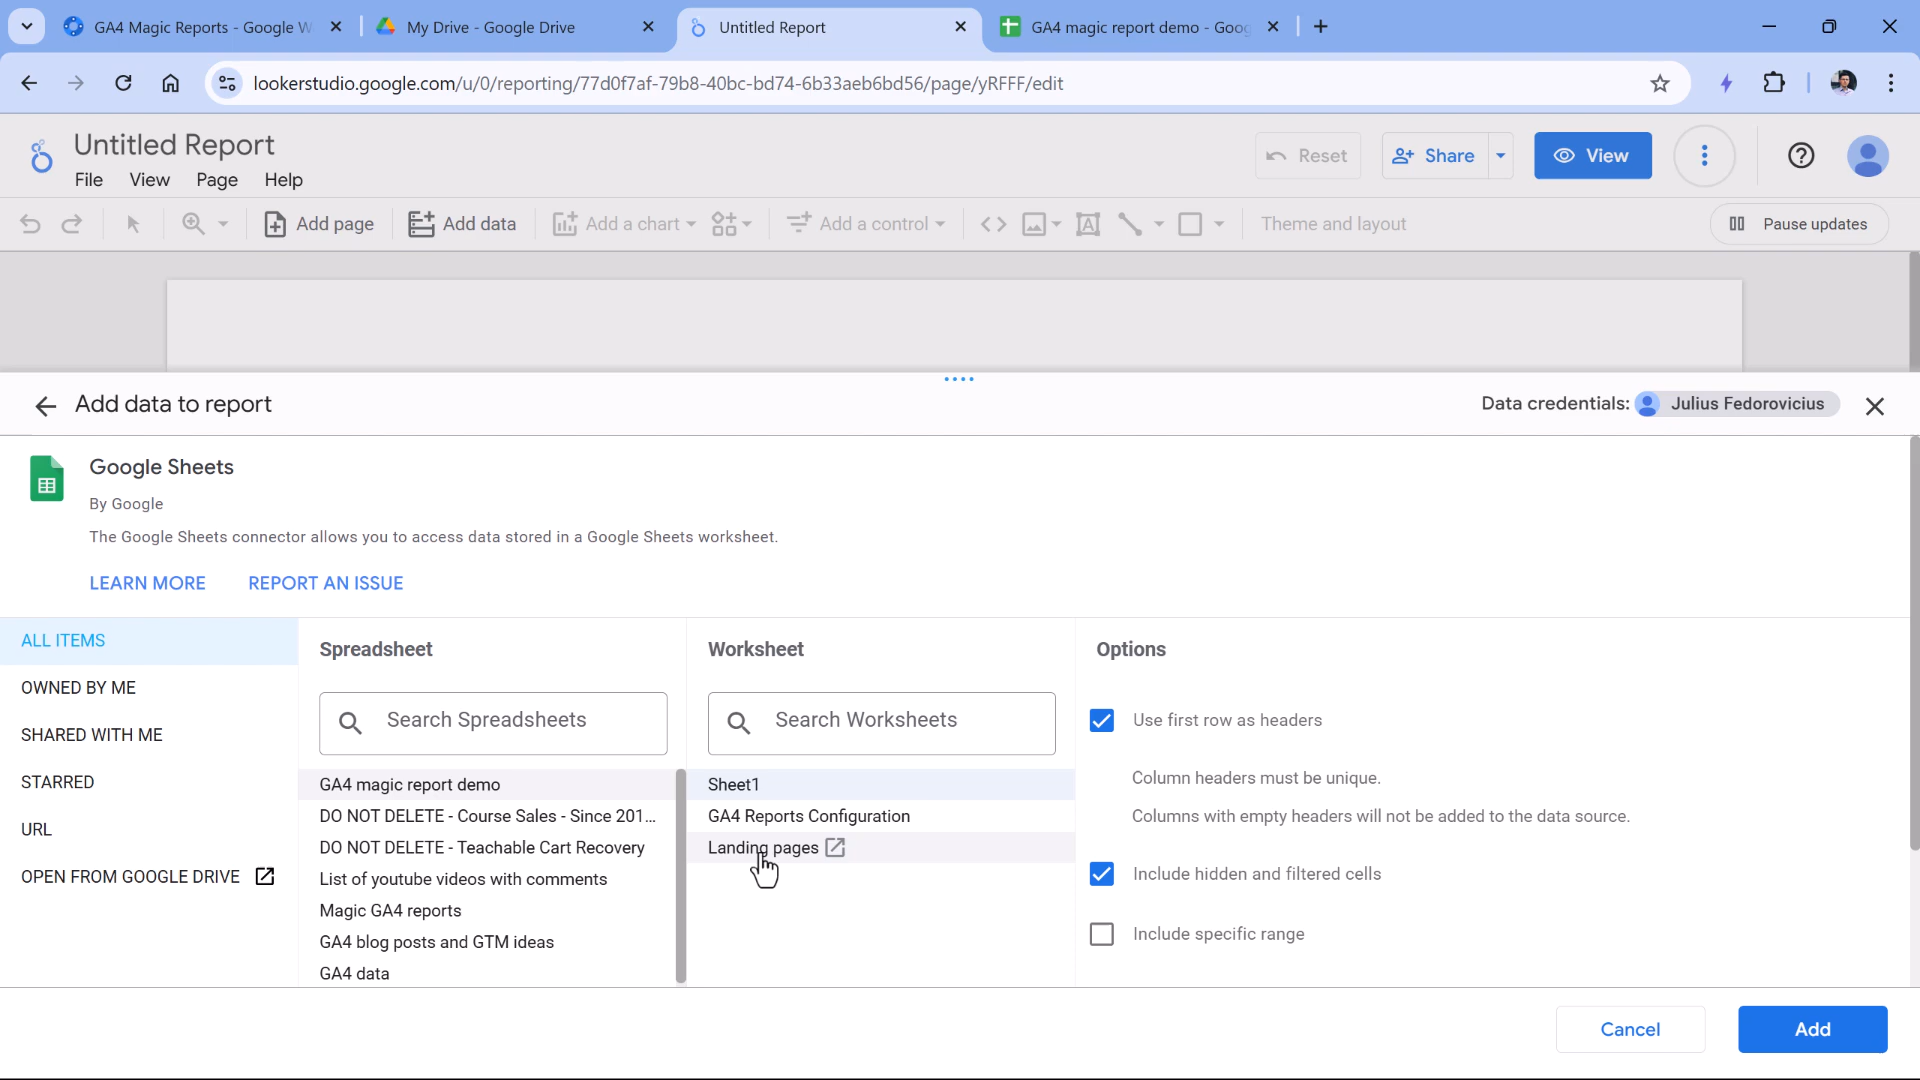 GA4 Magic Reports - Google W
My Drive - Google Drive
Untitled Report
GA4 magic report demo - Goog
lookerstudio.google.com/u/0/reporting/77d0f7af-79b8-40bc-bd74-6b33aeb6bd56/page/yRFFF/edit
Untitled Report
File View Page Help
Reset
Share
View
Add page
Add data
Add a chart
Add a control
Theme and layout
Pause updates
Add data to report
Data credentials: Julius Fedorovicius
Google Sheets
By Google
The Google Sheets connector allows you to access data stored in a Google Sheets worksheet.
LEARN MORE REPORT AN ISSUE
ALL ITEMS
OWNED BY ME
SHARED WITH ME
STARRED
URL
OPEN FROM GOOGLE DRIVE
Spreadsheet
Search Spreadsheets
GA4 magic report demo
DO NOT DELETE - Course Sales - Since 201...
DO NOT DELETE - Teachable Cart Recovery
List of youtube videos with comments
Magic GA4 reports
GA4 blog posts and GTM ideas
GA4 data
Worksheet
Search Worksheets
Sheet1
GA4 Reports Configuration
Landing pages
Options
Use first row as headers
Column headers must be unique.
Columns with empty headers will not be added to the data source.
Include hidden and filtered cells
Include specific range
Cancel
Add